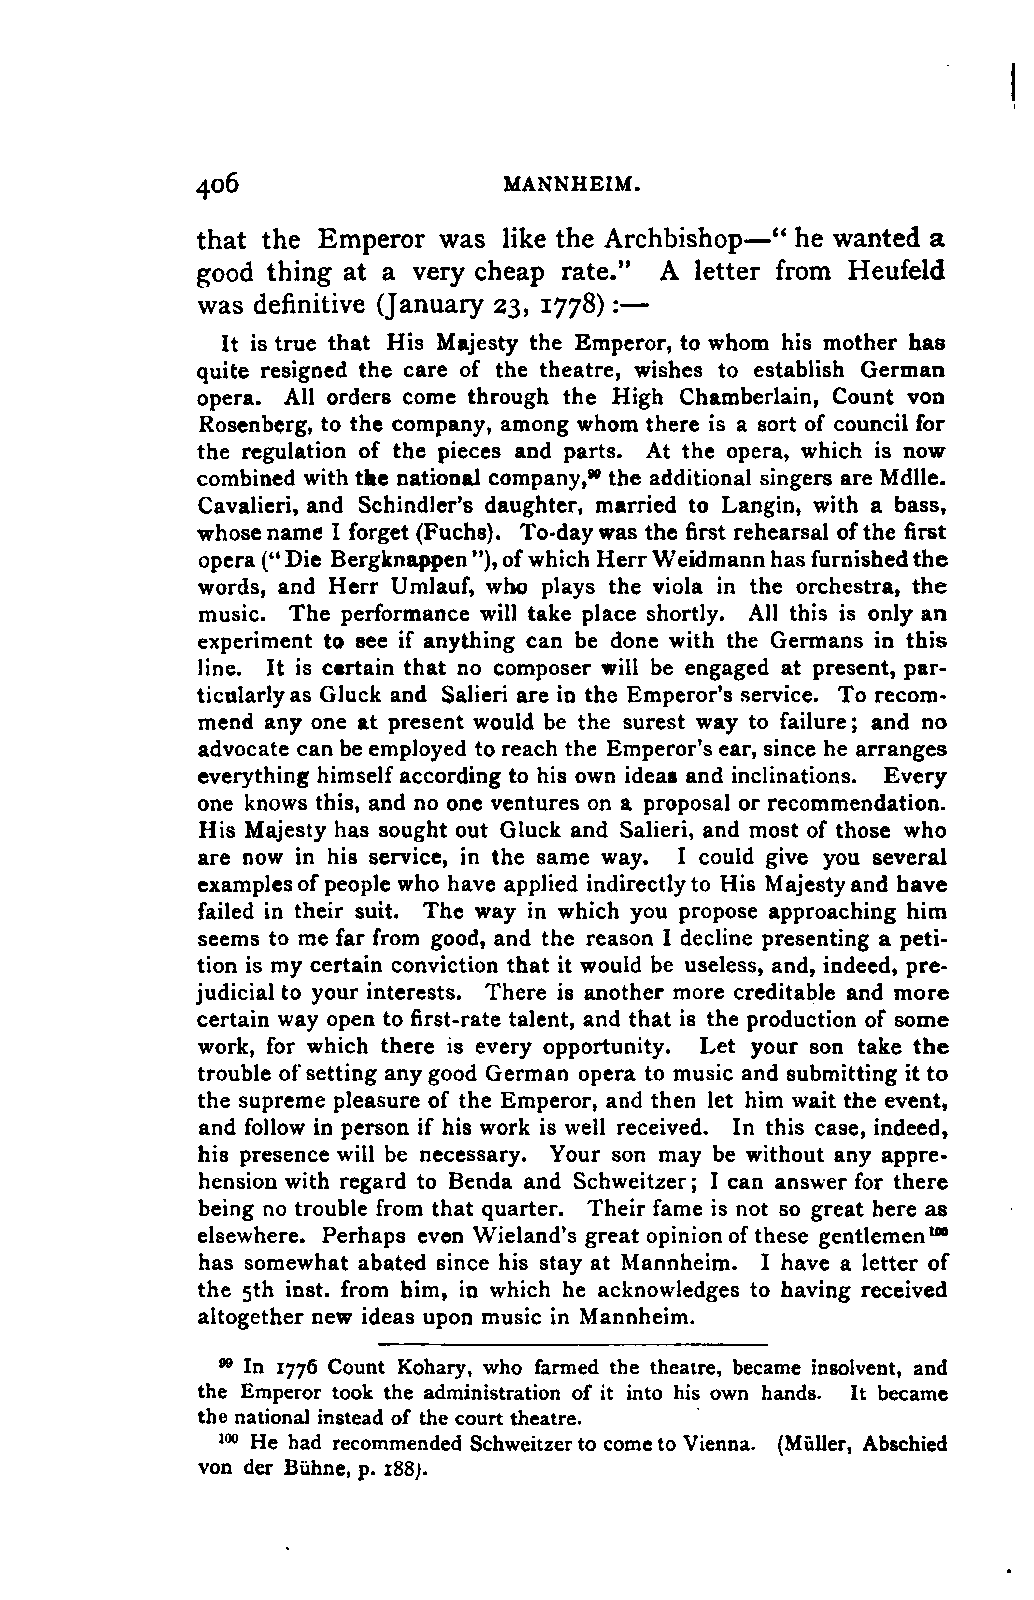 406 MANNHEIM.
that the Emperor was like the Archbishop—“ he wanted a
good thing at a very cheap rate.” A letter from Heufeld
was definitive (January 23, 1778) :—
It is true that His Majesty the Emperor, to whom his mother has
quite resigned the care of the theatre, wishes to establish German
opera. All orders come through the High Chamberlain, Count von
Rosenberg, to the company, among whom there is a sort of council for
the regulation of the pieces and parts. At the opera, which is now
combined with the national company,⁹⁹ the additional singers are Mdlle.
Cavalieri, and Schindler's daughter, married to Langin, with a bass,
whose name I forget (Fuchs). To-day was the first rehearsal of the first
opera (“ Die Bergknappen ”), of which Herr Weidmann has furnished the
words, and Herr Umlauf, who plays the viola in the orchestra, the
music. The performance will take place shortly. All this is only an
experiment to see if anything can be done with the Germans in this
line. It is certain that no composer will be engaged at present, par-
ticularly as Gluck and Salieri are in the Emperor's service. To recom-
mend any one at present would be the surest way to failure; and no
advocate can be employed to reach the Emperor's ear, since he arranges
everything himself according to his own ideas and inclinations. Every
one knows this, and no one ventures on a proposal or recommendation.
His Majesty has sought out Gluck and Salieri, and most of those who
are now in his service, in the same way. I could give you several
examples of people who have applied indirectly to His Majesty and have
failed in their suit. The way in which you propose approaching him
seems to me far from good, and the reason I decline presenting a peti-
tion is my certain conviction that it would be useless, and, indeed, pre-
judicial to your interests. There is another more creditable and more
certain way open to first-rate talent, and that is the production of some
work, for which there is every opportunity. Let your son take the
trouble of setting any good German opera to music and submitting it to
the supreme pleasure of the Emperor, and then let him wait the event,
and follow in person if his work is well received. In this case, indeed,
his presence will be necessary. Your son may be without any appre-
hension with regard to Benda and Schweitzer; I can answer for there
being no trouble from that quarter. Their fame is not so great here as
elsewhere. Perhaps even Wieland's great opinion of these gentlemen ¹⁰⁰
has somewhat abated since his stay at Mannheim. I have a letter of
the 5th inst. from him, in which he acknowledges to having received
altogether new ideas upon music in Mannheim.
⁹⁹ In 1776 Count Kohary, who farmed the theatre, became insolvent, and
the Emperor took the administration of it into his own hands. It became
the national instead of the court theatre.
¹⁰⁰ He had recommended Schweitzer to come to Vienna. (Müller, Abschied
von der Bühne, p. 188).